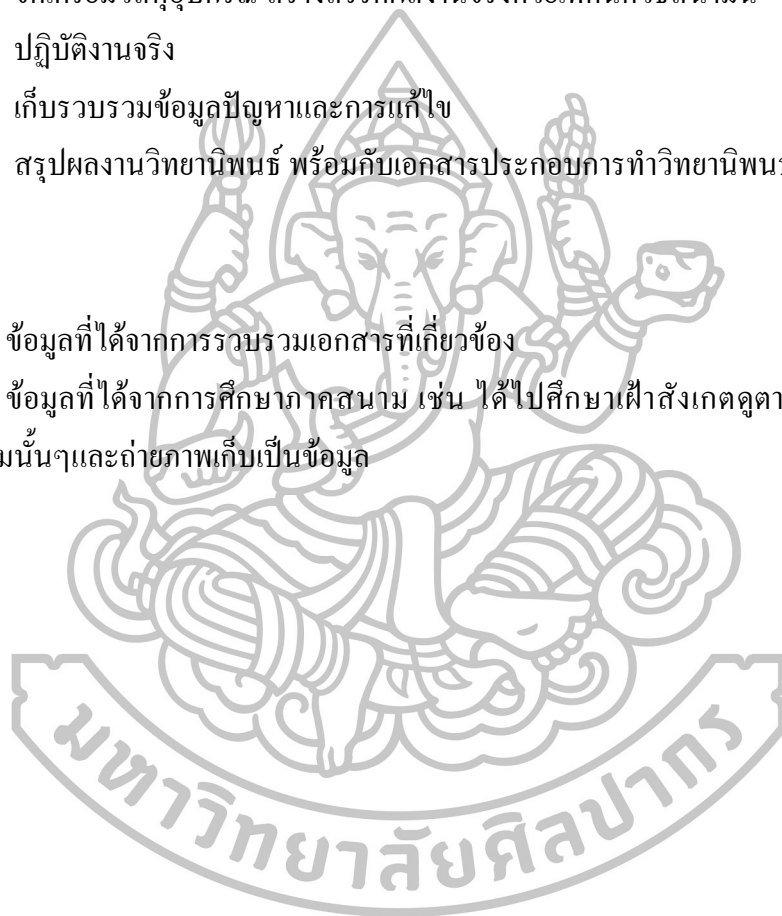 ปฏิบัติงานจริง
เก็บรวบรวมข้อมูลปัญหาและการแก้ไข
สรุปผลงานวิทยานิพนธ์ พร้อมกับเอกสารประกอบการทำวิทยานิพนธ์
ข้อมูลที่ได้จากการรวบรวมเอกสารที่เกี่ยวข้อง
ข้อมูลที่ได้จากการศึกษาภาคสนาม เช่น ได้ไปศึกษาเฝ้าสังเกตดูตา
มนั้นๆและถ่ายภาพเก็บเป็นข้อมูล
มหาวิทยาลัยศิลปากร